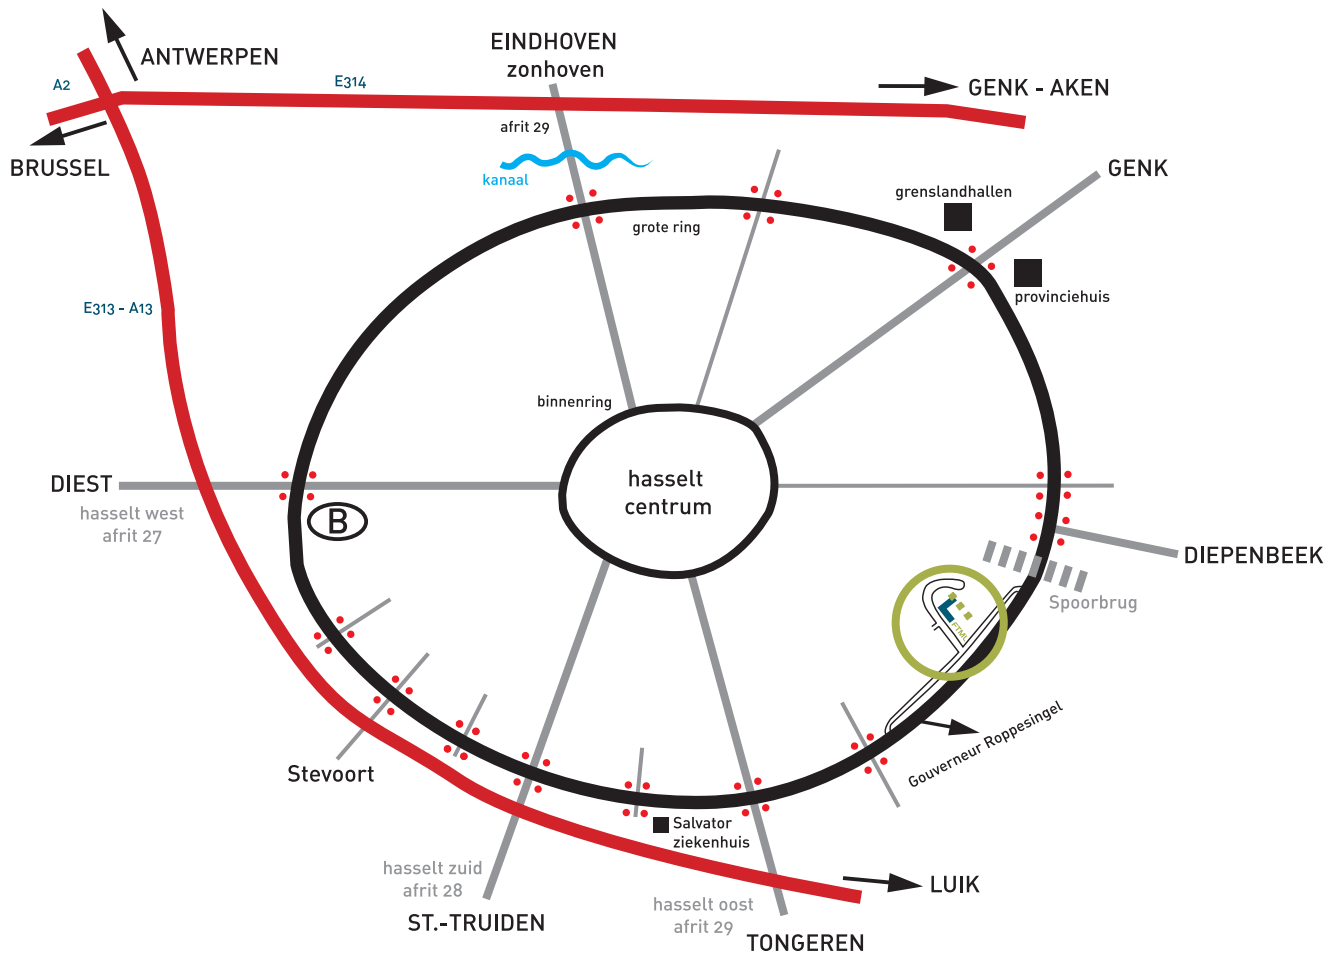 ANTWERPEN
EINDHOVEN
zonhoven
A2
E314
GENK - AKEN
afrit 29
BRUSSEL
kanaal
GENK
grenslandhallen
grote ring
provinciehuis
E313 - A13
binnenring
hasselt
centrum
DIEST
hasselt west
afrit 27
B
DIEPENBEEK
Spoorbrug
FTML
Gouverneur Roppesingel
Stevoort
Salvator
ziekenhuis
hasselt zuid
afrit 28
ST.-TRUIDEN
hasselt oost
afrit 29
LUIK
TONGEREN